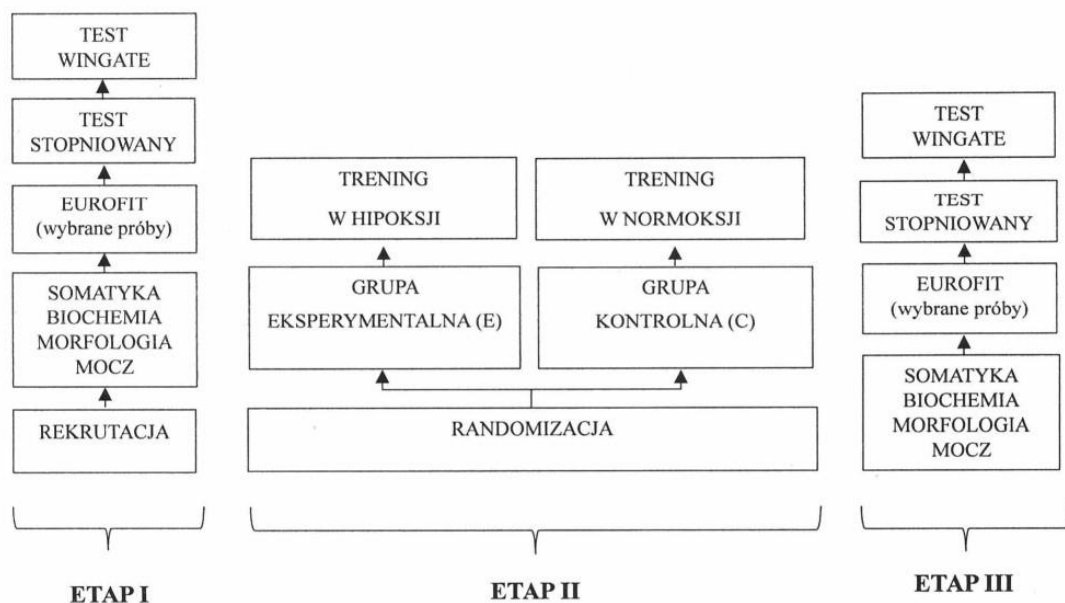 TEST
WINGATE
TEST
STOPNIOWANY
EUROFIT
(wybrane próby)
SOMATYKA
BIOCHEMIA
MORFOLOGIA
MOCZ
REKRUTACJA
ETAP I
TRENING
W HIPOKSJI
TRENING
W NORMOKSJI
GRUPA
EKSPERYMENTALNA (E)
GRUPA
KONTROLNA (C)
RANDOMIZACJA
ETAP II
TEST
WINGATE
TEST
STOPNIOWANY
EUROFIT
(wybrane próby)
SOMATYKA
BIOCHEMIA
MORFOLOGIA
MOCZ
ETAP III